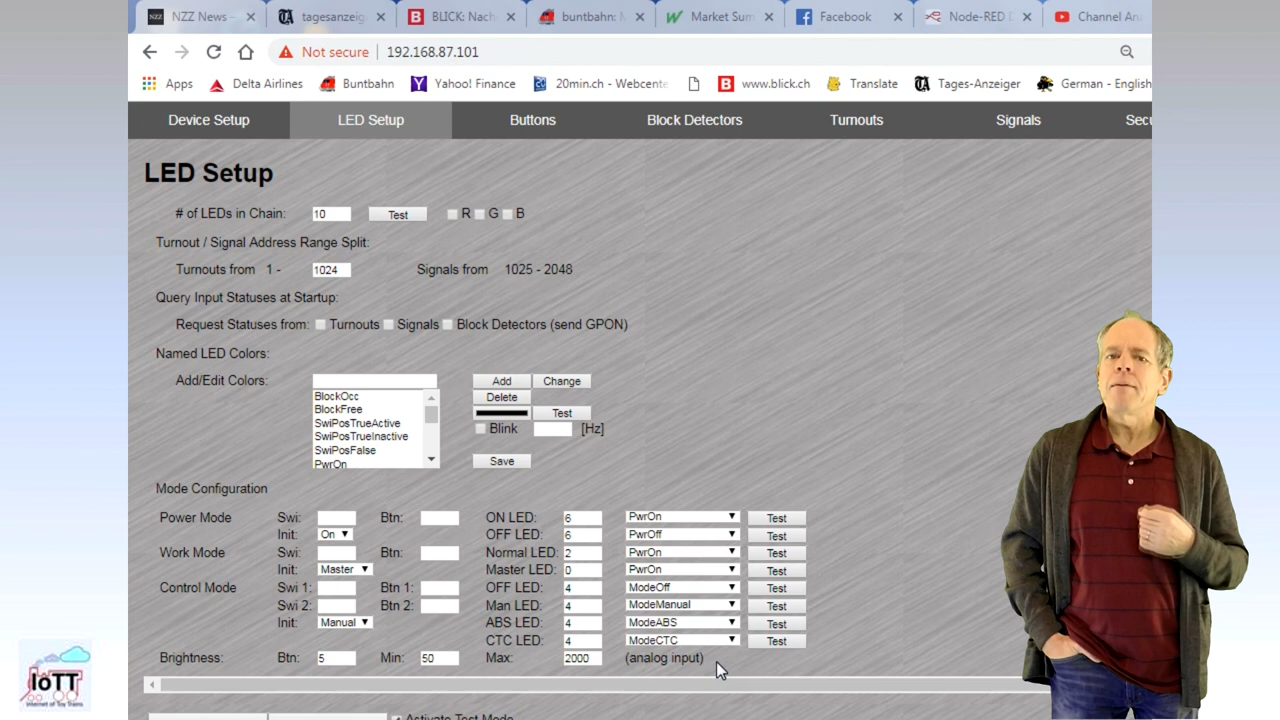 NZZ NZZ News -
tagesanzeig
BLICK: Nach
buntbahn: M
Market Sum
Facebook
Node-RED
Channel An
Not secure 192.168.87.101
Apps Delta Airlines Buntbahn Yahoo! Finance 20min.ch - Webcente www.blick.ch Translate Tages-Anzeiger German - English
Device Setup LED Setup Buttons Block Detectors Turnouts Signals Secu
LED Setup
# of LEDs in Chain: 10 Test R G B
Turnout / Signal Address Range Split:
Turnouts from 1 - 1024 Signals from 1025 - 2048
Query Input Statuses at Startup:
Request Statuses from: Turnouts Signals Block Detectors (send GPON)
Named LED Colors:
Add/Edit Colors: Add Change
BlockOcc Delete
BlockFree Test
SwiPosTrueActive Blink [Hz]
SwiPosTrueInactive
SwiPosFalse
PwrOn Save
Mode Configuration
Power Mode Swi: Btn: ON LED: 6 PwrOn Test
Init: On OFF LED: 6 PwrOff Test
Work Mode Swi: Btn: Normal LED: 2 PwrOn Test
Init: Master Master LED: 0 PwrOn Test
Control Mode Swi 1: Btn 1: OFF LED: 4 ModeOff Test
Swi 2: Btn 2: Man LED: 4 ModeManual Test
Init: Manual ABS LED: 4 ModeABS Test
CTC LED: 4 ModeCTC Test
Brightness: Btn: 5 Min: 50 Max: 2000 (analog input)
Activate Test Mode
IoTT
Internet of Toy Trains